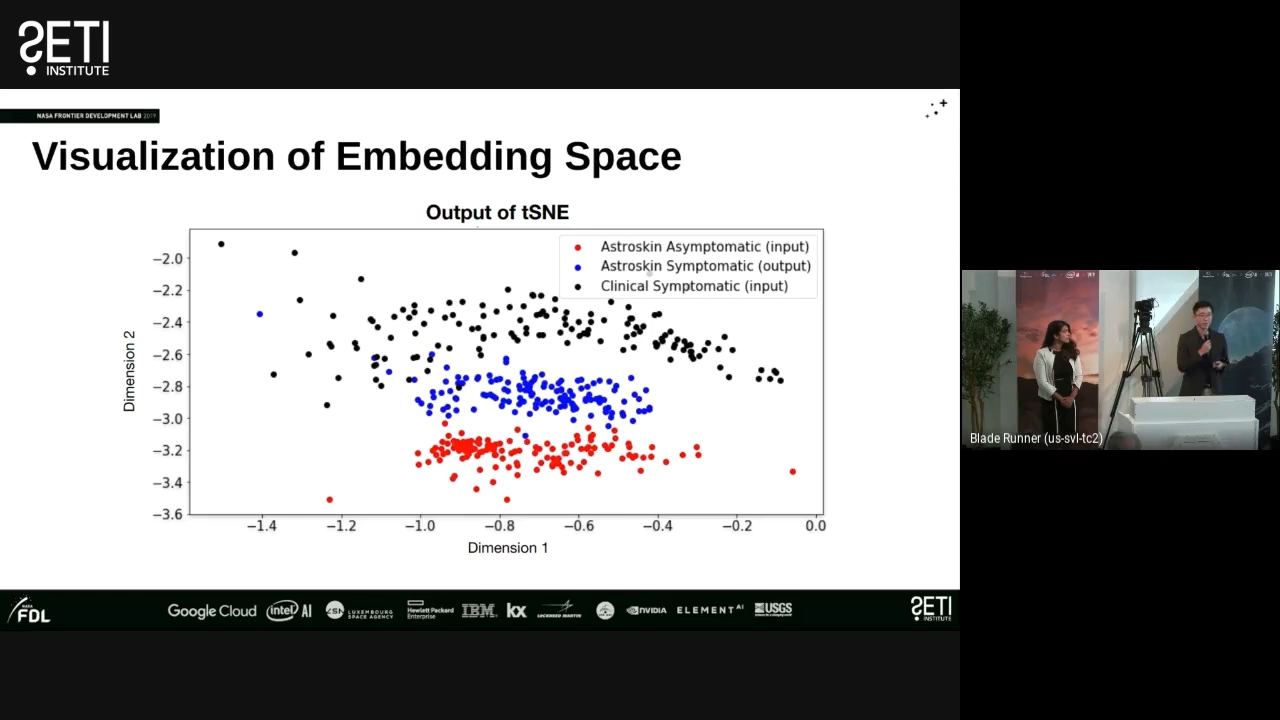 SETI
INSTITUTE
NASA FRONTIER DEVELOPMENT LAB 2019
Visualization of Embedding Space
Output of tSNE
Astroskin Asymptomatic (input)
Astroskin Symptomatic (output)
Clinical Symptomatic (input)
−2.0
−2.2
−2.4
−2.6
−2.8
−3.0
−3.2
−3.4
−3.6
Dimension 2
−1.4 −1.2 −1.0 −0.8 −0.6 −0.4 −0.2 0.0
Dimension 1
Blade Runner (us-svl-tc2)
FDL
Google Cloud
intel AI
LUXEMBOURG
SPACE AGENCY
Hewlett Packard
Enterprise
IBM
kx
LOCKHEED MARTIN
NVIDIA
ELEMENT AI
USGS
SETI
INSTITUTE